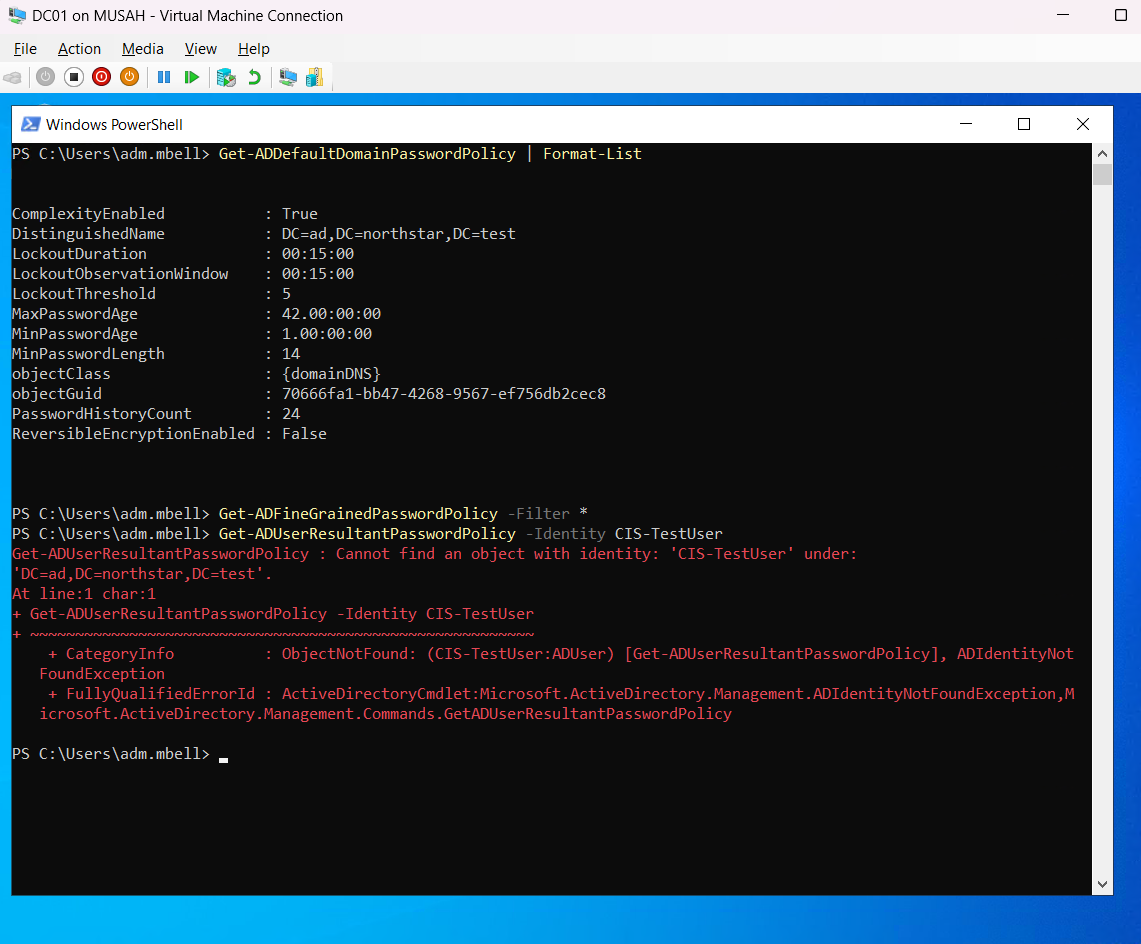 DC01 on MUSAH - Virtual Machine Connection
File Action Media View Help
Windows PowerShell
PS C:\Users\adm.mbell> Get-ADDefaultDomainPasswordPolicy | Format-List
ComplexityEnabled : True
DistinguishedName : DC=ad,DC=northstar,DC=test
LockoutDuration : 00:15:00
LockoutObservationWindow : 00:15:00
LockoutThreshold : 5
MaxPasswordAge : 42.00:00:00
MinPasswordAge : 1.00:00:00
MinPasswordLength : 14
objectClass : {domainDNS}
objectGuid : 70666fa1-bb47-4268-9567-ef756db2cec8
PasswordHistoryCount : 24
ReversibleEncryptionEnabled : False
PS C:\Users\adm.mbell> Get-ADFineGrainedPasswordPolicy -Filter *
PS C:\Users\adm.mbell> Get-ADUserResultantPasswordPolicy -Identity CIS-TestUser
Get-ADUserResultantPasswordPolicy : Cannot find an object with identity: 'CIS-TestUser' under:
'DC=ad,DC=northstar,DC=test'.
At line:1 char:1
+ Get-ADUserResultantPasswordPolicy -Identity CIS-TestUser
+ ~~~~~~~~~~~~~~~~~~~~~~~~~~~~~~~~~~~~~~~~~~~~~~~~~~~~~~~~
+ CategoryInfo : ObjectNotFound: (CIS-TestUser:ADUser) [Get-ADUserResultantPasswordPolicy], ADIdentityNot
FoundException
+ FullyQualifiedErrorId : ActiveDirectoryCmdlet:Microsoft.ActiveDirectory.Management.ADIdentityNotFoundException,M
icrosoft.ActiveDirectory.Management.Commands.GetADUserResultantPasswordPolicy
PS C:\Users\adm.mbell>